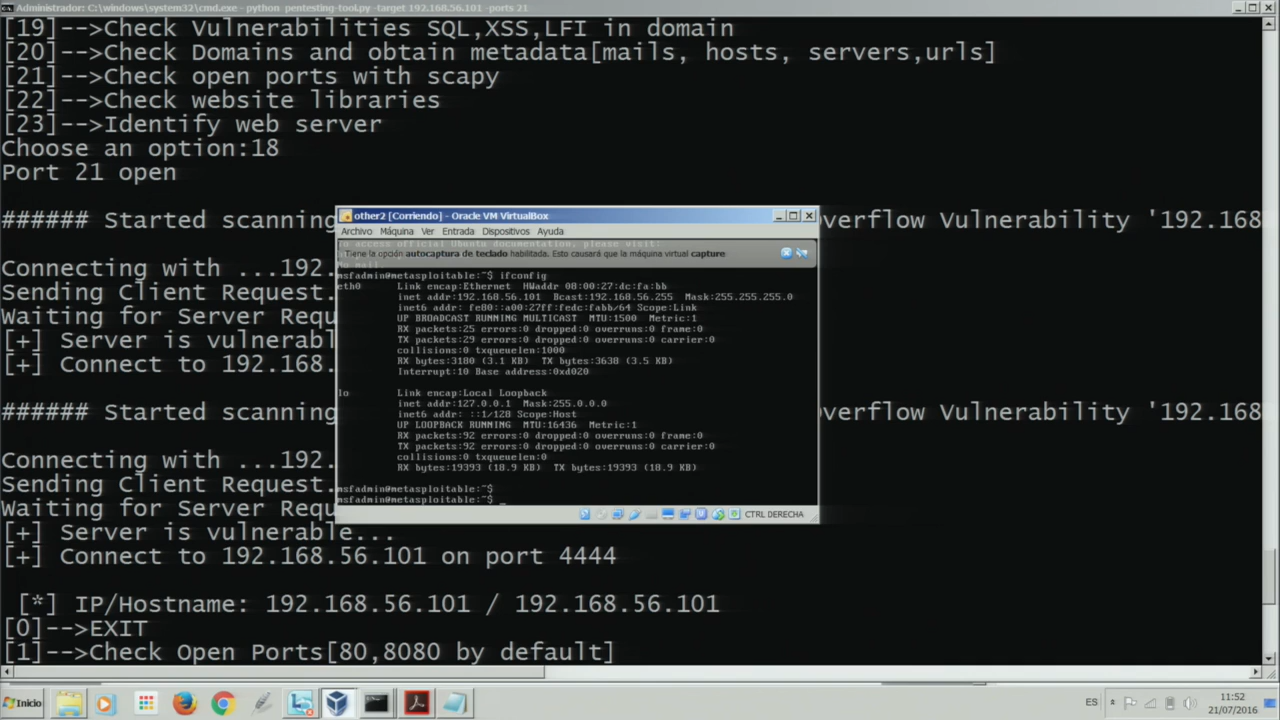 Administrador: C:\windows\system32\cmd.exe - python pentesting-tool.py -target 192.168.56.101 -ports 21
[19]-->Check Vulnerabilities SQL,XSS,LFI in domain
[20]-->Check Domains and obtain metadata[mails, hosts, servers,urls]
[21]-->Check open ports with scapy
[22]-->Check website libraries
[23]-->Identify web server
Choose an option:18
Port 21 open
###### Started scanning
verflow Vulnerability '192.168
Connecting with ...192.
Sending Client Request.
Waiting for Server Requ
[+] Server is vulnerabl
[+] Connect to 192.168.
###### Started scanning
verflow Vulnerability '192.168
Connecting with ...192.
Sending Client Request.
Waiting for Server Requ
[+] Server is vulnerable...
[+] Connect to 192.168.56.101 on port 4444
[*] IP/Hostname: 192.168.56.101 / 192.168.56.101
[0]-->EXIT
[1]-->Check Open Ports[80,8080 by default]
other2 [Corriendo] - Oracle VM VirtualBox
Archivo Máquina Ver Entrada Dispositivos Ayuda
To access official Ubuntu documentation, please visit:
Tiene la opción autocaptura de teclado habilitada. Esto causará que la máquina virtual capture
No mail.
msfadmin@metasploitable:~$ ifconfig
eth0 Link encap:Ethernet HWaddr 08:00:27:dc:fa:bb
inet addr:192.168.56.101 Bcast:192.168.56.255 Mask:255.255.255.0
inet6 addr: fe80::a00:27ff:fedc:fabb/64 Scope:Link
UP BROADCAST RUNNING MULTICAST MTU:1500 Metric:1
RX packets:25 errors:0 dropped:0 overruns:0 frame:0
TX packets:29 errors:0 dropped:0 overruns:0 carrier:0
collisions:0 txqueuelen:1000
RX bytes:3180 (3.1 KB) TX bytes:3638 (3.5 KB)
Interrupt:10 Base address:0xd020
lo Link encap:Local Loopback
inet addr:127.0.0.1 Mask:255.0.0.0
inet6 addr: ::1/128 Scope:Host
UP LOOPBACK RUNNING MTU:16436 Metric:1
RX packets:92 errors:0 dropped:0 overruns:0 frame:0
TX packets:92 errors:0 dropped:0 overruns:0 carrier:0
collisions:0 txqueuelen:0
RX bytes:19393 (18.9 KB) TX bytes:19393 (18.9 KB)
msfadmin@metasploitable:~$
msfadmin@metasploitable:~$ _
CTRL DERECHA
Inicio
ES
11:52
21/07/2016